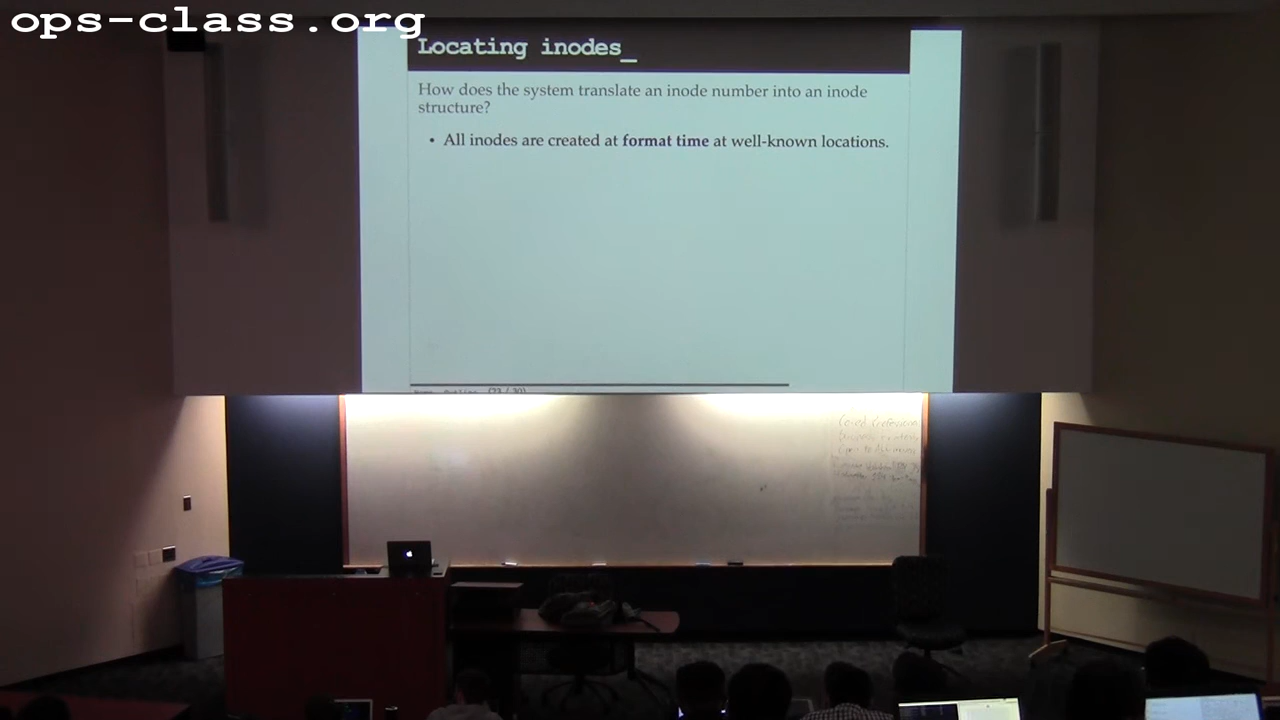 ops-class.org
Locating inodes_
How does the system translate an inode number into an inode
structure?
• All inodes are created at format time at well-known locations.